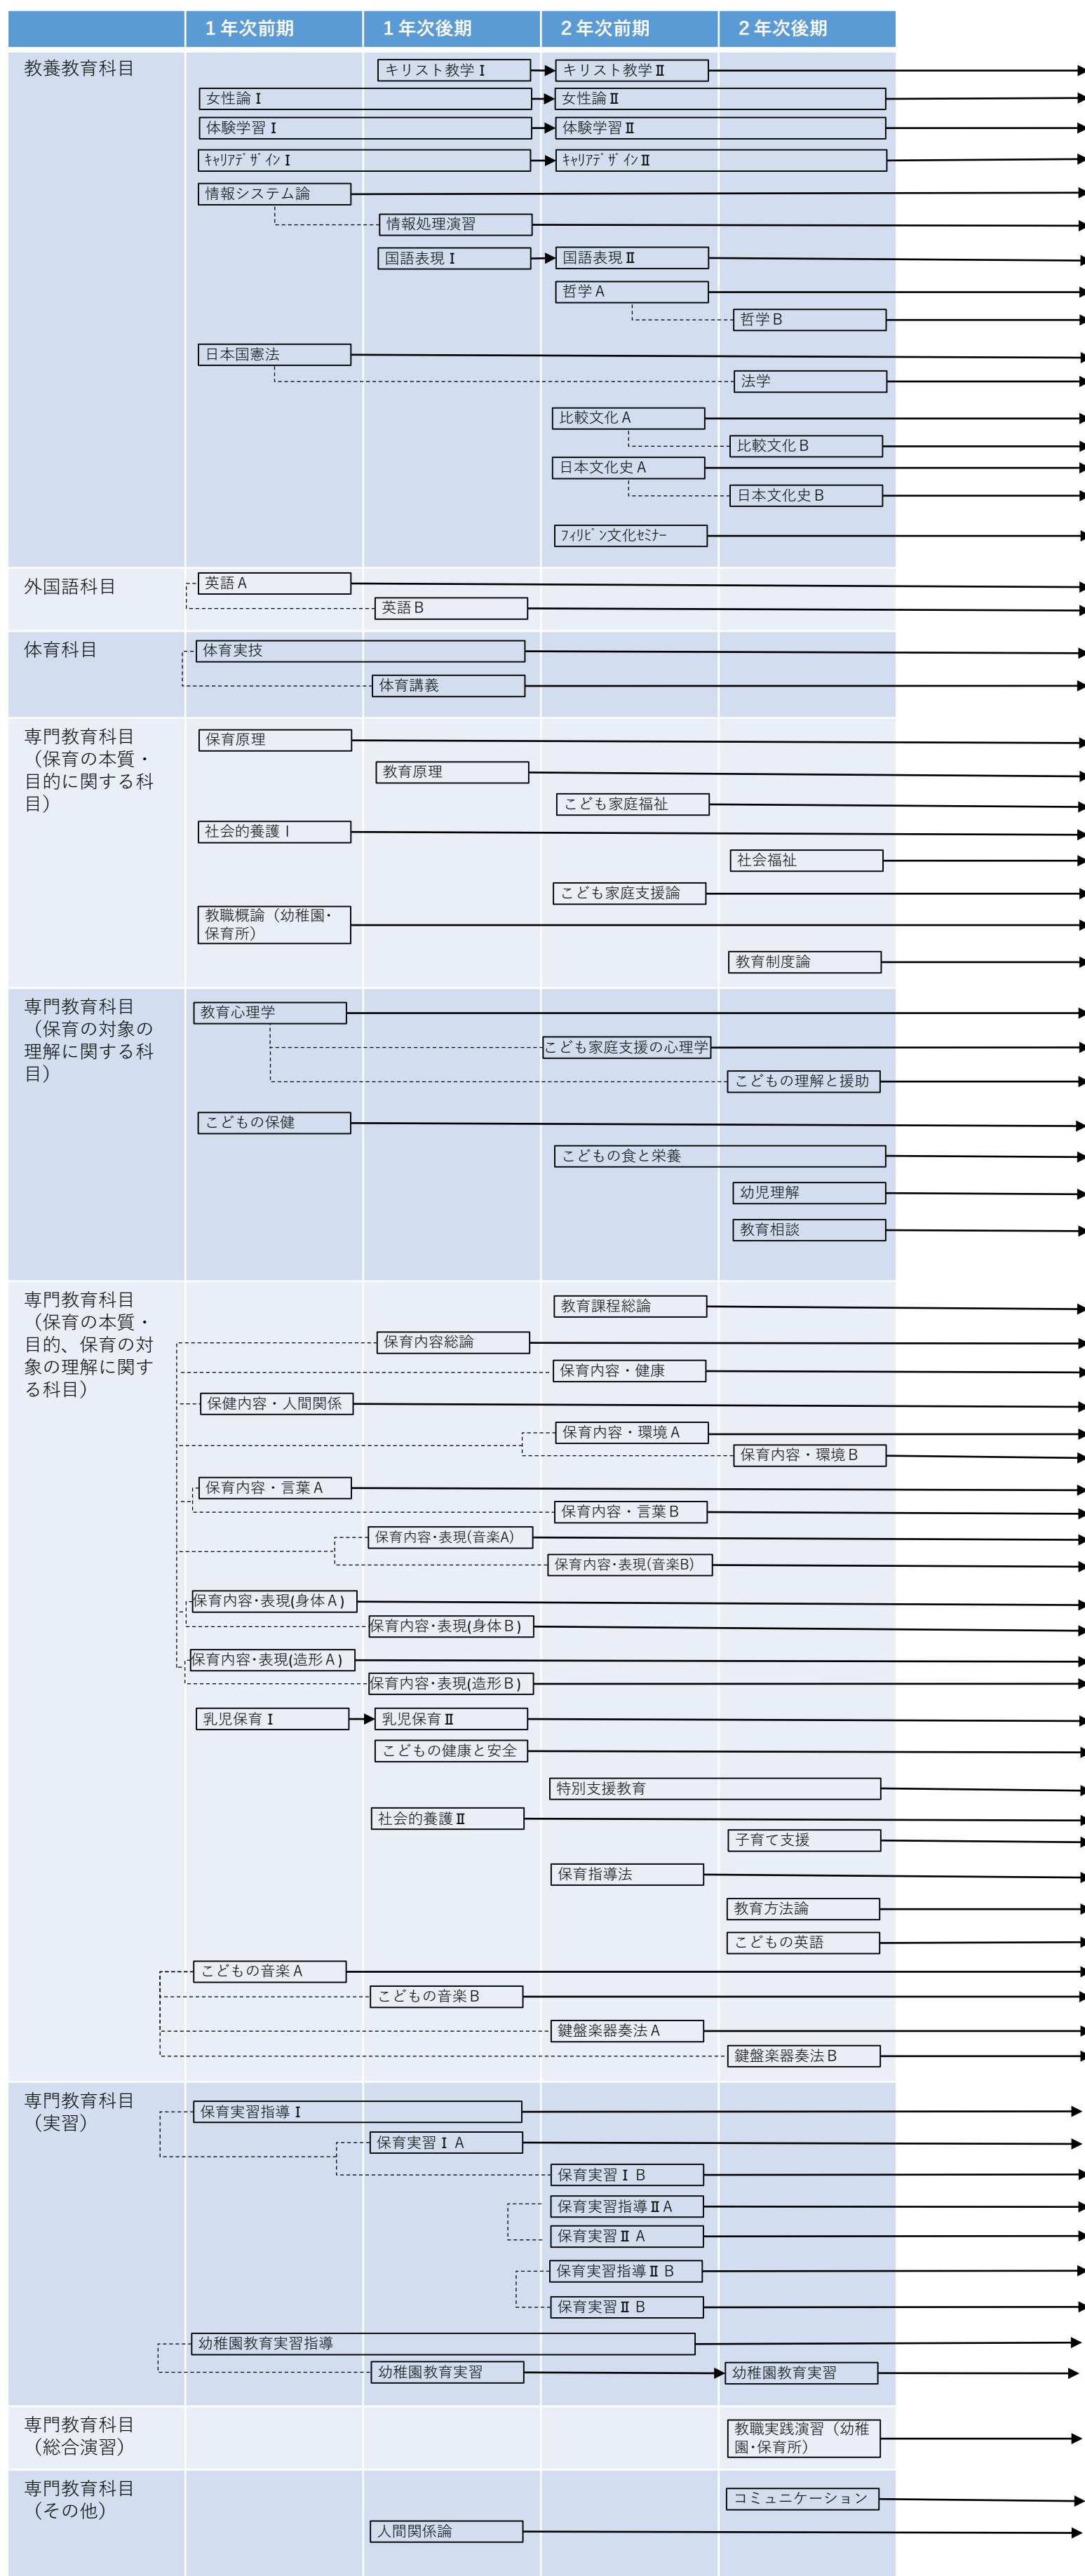 １年次前期
１年次後期
２年次前期
２年次後期
教養教育科目
キリスト教学Ⅰ
キリスト教学Ⅱ
女性論Ⅰ
女性論Ⅱ
体験学習Ⅰ
体験学習Ⅱ
ｷｬﾘｱﾃﾞｻﾞｲﾝⅠ
ｷｬﾘｱﾃﾞｻﾞｲﾝⅡ
情報システム論
情報処理演習
国語表現Ⅰ
国語表現Ⅱ
哲学Ａ
哲学Ｂ
日本国憲法
法学
比較文化Ａ
比較文化Ｂ
日本文化史Ａ
日本文化史Ｂ
ﾌｨﾘﾋﾟﾝ文化ｾﾐﾅｰ
外国語科目
英語Ａ
英語Ｂ
体育科目
体育実技
体育講義
専門教育科目
（保育の本質・
目的に関する科
目）
保育原理
教育原理
こども家庭福祉
社会的養護Ⅰ
社会福祉
こども家庭支援論
教職概論（幼稚園･
保育所）
教育制度論
専門教育科目
（保育の対象の
理解に関する科
目）
教育心理学
こども家庭支援の心理学
こどもの理解と援助
こどもの保健
こどもの食と栄養
幼児理解
教育相談
専門教育科目
（保育の本質・
目的、保育の対
象の理解に関す
る科目）
教育課程総論
保育内容総論
保育内容・健康
保健内容・人間関係
保育内容・環境Ａ
保育内容・環境Ｂ
保育内容・言葉Ａ
保育内容・言葉Ｂ
保育内容･表現(音楽A）
保育内容･表現(音楽B）
保育内容･表現(身体Ａ)
保育内容･表現(身体Ｂ)
保育内容･表現(造形Ａ)
保育内容･表現(造形Ｂ)
乳児保育Ⅰ
乳児保育Ⅱ
こどもの健康と安全
特別支援教育
社会的養護Ⅱ
子育て支援
保育指導法
教育方法論
こどもの英語
こどもの音楽Ａ
こどもの音楽Ｂ
鍵盤楽器奏法Ａ
鍵盤楽器奏法Ｂ
専門教育科目
（実習）
保育実習指導Ⅰ
保育実習ⅠＡ
保育実習ⅠＢ
保育実習指導ⅡＡ
保育実習ⅡＡ
保育実習指導ⅡＢ
保育実習ⅡＢ
幼稚園教育実習指導
幼稚園教育実習
幼稚園教育実習
専門教育科目
（総合演習）
教職実践演習（幼稚
園･保育所）
専門教育科目
（その他）
コミュニケーション
人間関係論